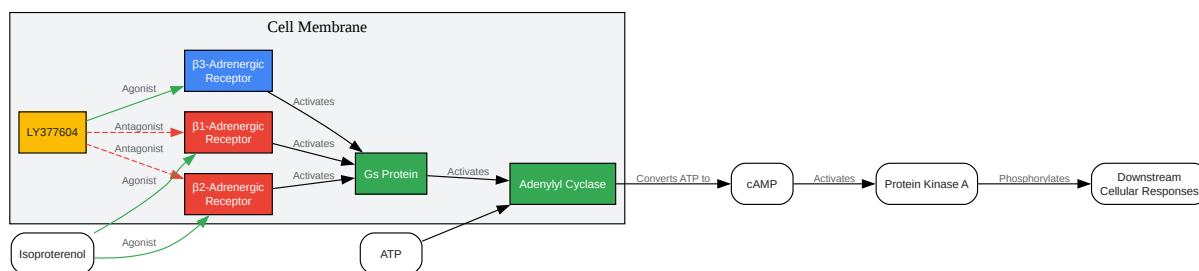 Cell Membrane
β3-Adrenergic
Receptor
Agonist
Activates
LY377604
Antagonist
β1-Adrenergic
Receptor
Activates
Antagonist
Gs Protein
Activates
Adenylyl Cyclase
Converts ATP to
cAMP
Activates
Protein Kinase A
Phosphorylates
Downstream
Cellular Responses
Agonist
β2-Adrenergic
Receptor
Activates
Agonist
Isoproterenol
ATP